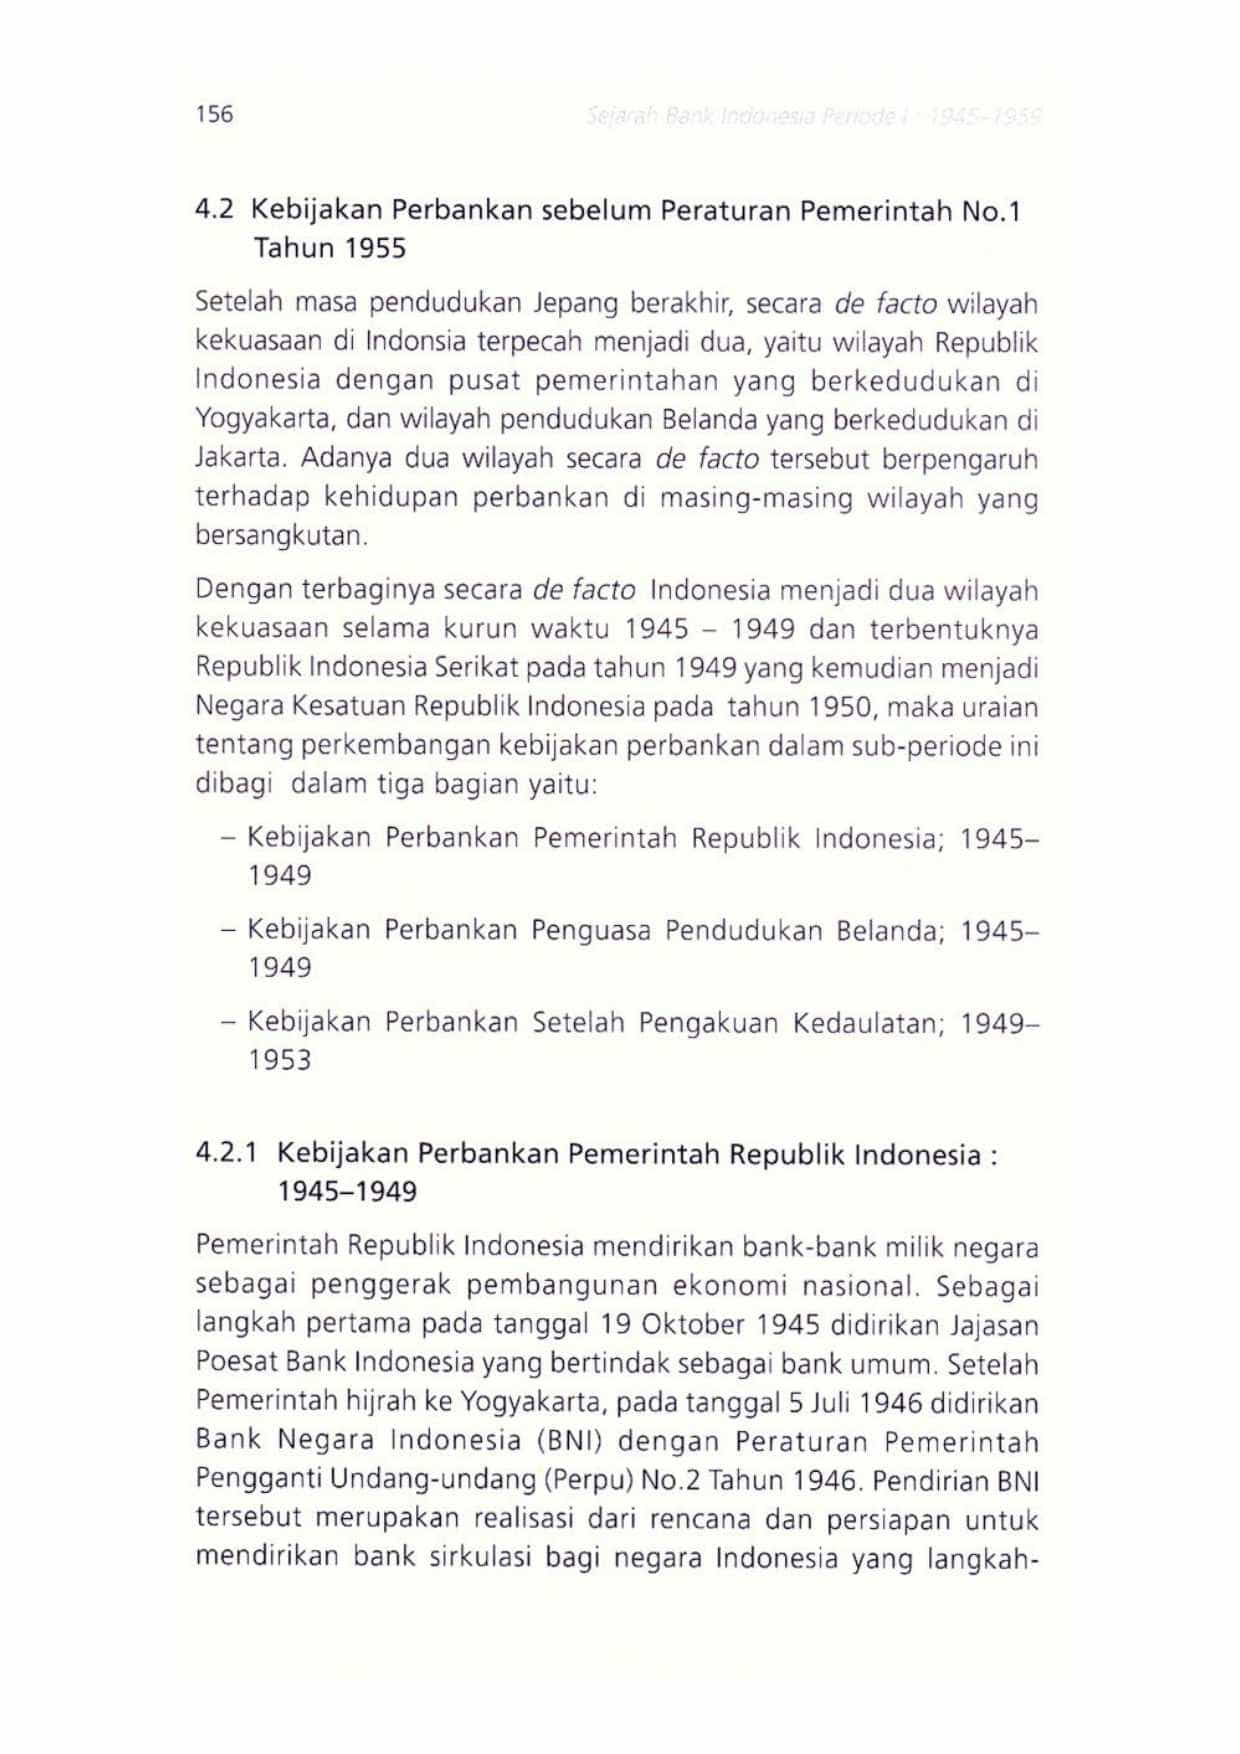 156
Sejarah Bank Indonesia Periode I : 1945–1959
4.2 Kebijakan Perbankan sebelum Peraturan Pemerintah No.1
Tahun 1955
Setelah masa pendudukan Jepang berakhir, secara de facto wilayah
kekuasaan di Indonsia terpecah menjadi dua, yaitu wilayah Republik
Indonesia dengan pusat pemerintahan yang berkedudukan di
Yogyakarta, dan wilayah pendudukan Belanda yang berkedudukan di
Jakarta. Adanya dua wilayah secara de facto tersebut berpengaruh
terhadap kehidupan perbankan di masing-masing wilayah yang
bersangkutan.
Dengan terbaginya secara de facto Indonesia menjadi dua wilayah
kekuasaan selama kurun waktu 1945 – 1949 dan terbentuknya
Republik Indonesia Serikat pada tahun 1949 yang kemudian menjadi
Negara Kesatuan Republik Indonesia pada tahun 1950, maka uraian
tentang perkembangan kebijakan perbankan dalam sub-periode ini
dibagi dalam tiga bagian yaitu:
– Kebijakan Perbankan Pemerintah Republik Indonesia; 1945–
1949
– Kebijakan Perbankan Penguasa Pendudukan Belanda; 1945–
1949
– Kebijakan Perbankan Setelah Pengakuan Kedaulatan; 1949–
1953
4.2.1 Kebijakan Perbankan Pemerintah Republik Indonesia :
1945–1949
Pemerintah Republik Indonesia mendirikan bank-bank milik negara
sebagai penggerak pembangunan ekonomi nasional. Sebagai
langkah pertama pada tanggal 19 Oktober 1945 didirikan Jajasan
Poesat Bank Indonesia yang bertindak sebagai bank umum. Setelah
Pemerintah hijrah ke Yogyakarta, pada tanggal 5 Juli 1946 didirikan
Bank Negara Indonesia (BNI) dengan Peraturan Pemerintah
Pengganti Undang-undang (Perpu) No.2 Tahun 1946. Pendirian BNI
tersebut merupakan realisasi dari rencana dan persiapan untuk
mendirikan bank sirkulasi bagi negara Indonesia yang langkah-